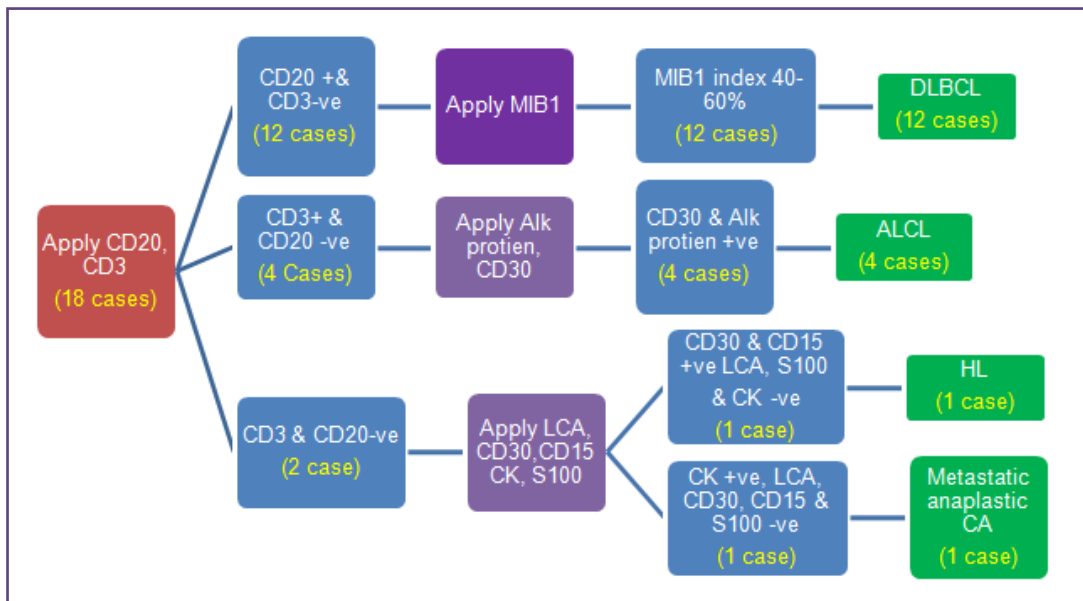 Apply CD20,
CD3
(18 cases)
CD20 +&
CD3-ve
(12 cases)
Apply MIB1
MIB1 index 40-
60%
(12 cases)
DLBCL
(12 cases)
CD3+ &
CD20 -ve
(4 Cases)
Apply Alk
protien,
CD30
CD30 & Alk
protien +ve
(4 cases)
ALCL
(4 cases)
CD3 & CD20-ve
(2 case)
Apply LCA,
CD30,CD15
CK, S100
CD30 & CD15
+ve LCA, S100
& CK -ve
(1 case)
HL
(1 case)
CK +ve, LCA,
CD30, CD15 &
S100 -ve
(1 case)
Metastatic
anaplastic
CA
(1 case)